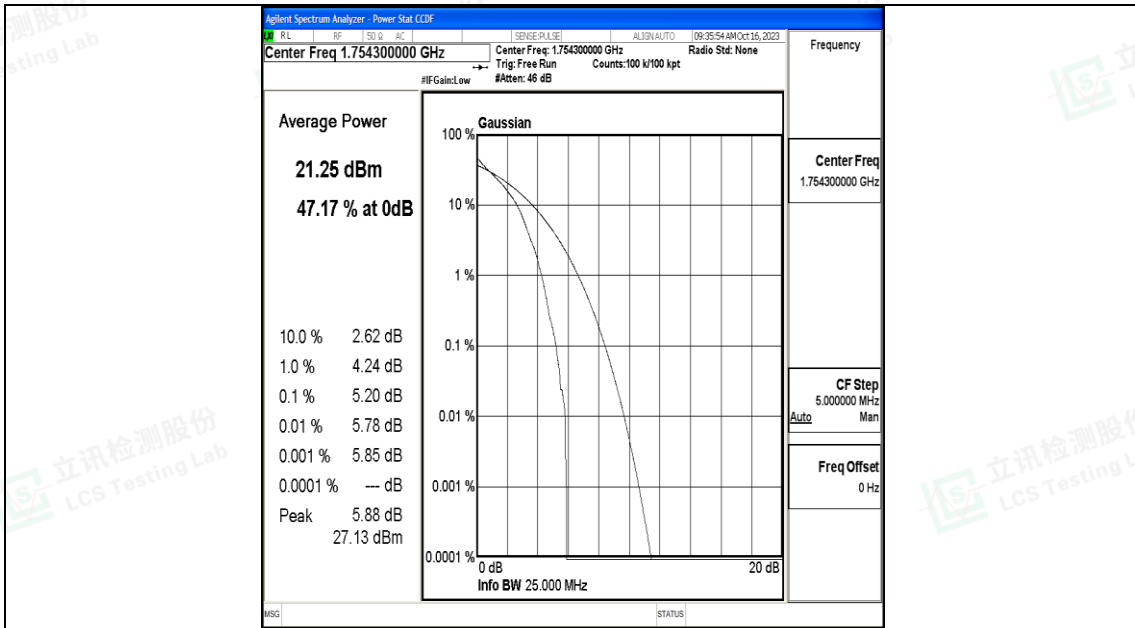 Agilent Spectrum Analyzer - Power Stat CCDF
RL RF 50 Ω AC SENSE:PULSE ALIGN AUTO 09:35:54 AM Oct 16, 2023
Center Freq 1.754300000 GHz
Center Freq: 1.754300000 GHz
Radio Std: None
Trig: Free Run Counts:100 k/100 kpt
#IFGain:Low #Atten: 46 dB
Average Power
21.25 dBm
47.17 % at 0dB
10.0 % 2.62 dB
1.0 % 4.24 dB
0.1 % 5.20 dB
0.01 % 5.78 dB
0.001 % 5.85 dB
0.0001 % --- dB
Peak 5.88 dB
27.13 dBm
Gaussian
100 %
10 %
1 %
0.1 %
0.01 %
0.001 %
0.0001 %
0 dB 20 dB
Info BW 25.000 MHz
Frequency
Center Freq
1.754300000 GHz
CF Step
5.000000 MHz
Auto Man
Freq Offset
0 Hz
MSG STATUS
立讯检测股份
LCS Testing Lab
立讯检测股份
LCS Testing L